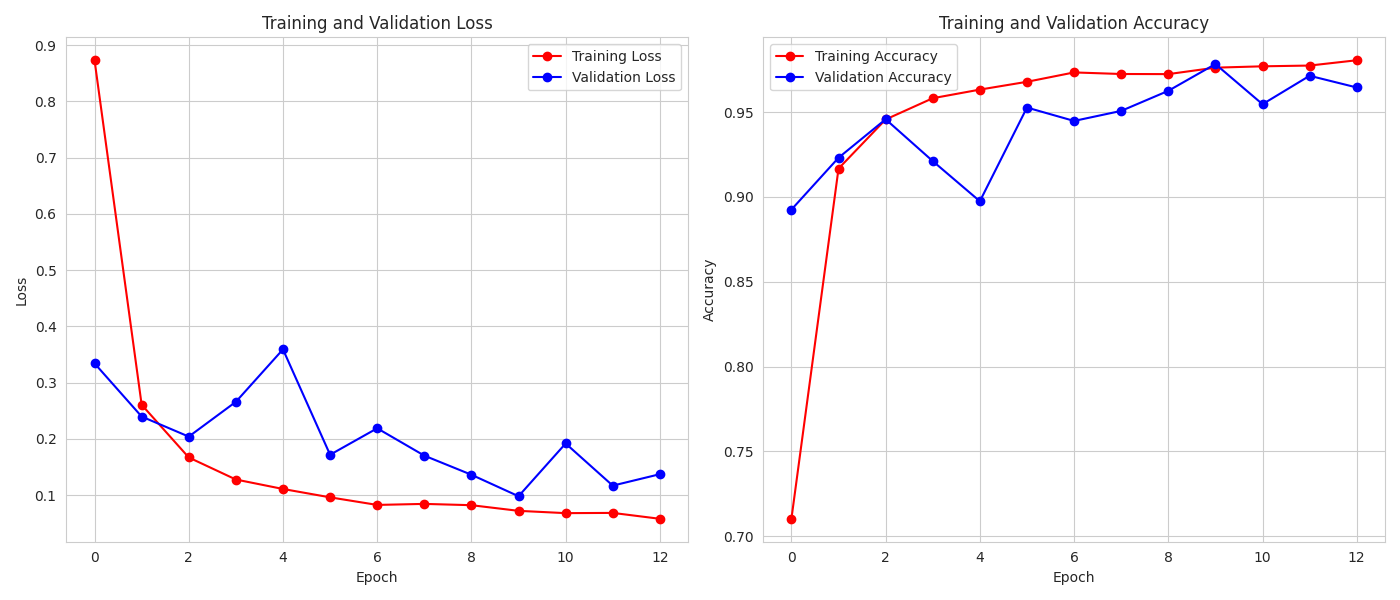 Training and Validation Loss
Training Loss
Validation Loss
0.9
0.8
0.7
0.6
0.5
0.4
0.3
0.2
0.1
Loss
0 2 4 6 8 10 12
Epoch
Training and Validation Accuracy
Training Accuracy
Validation Accuracy
0.95
0.90
0.85
0.80
0.75
0.70
Accuracy
0 2 4 6 8 10 12
Epoch